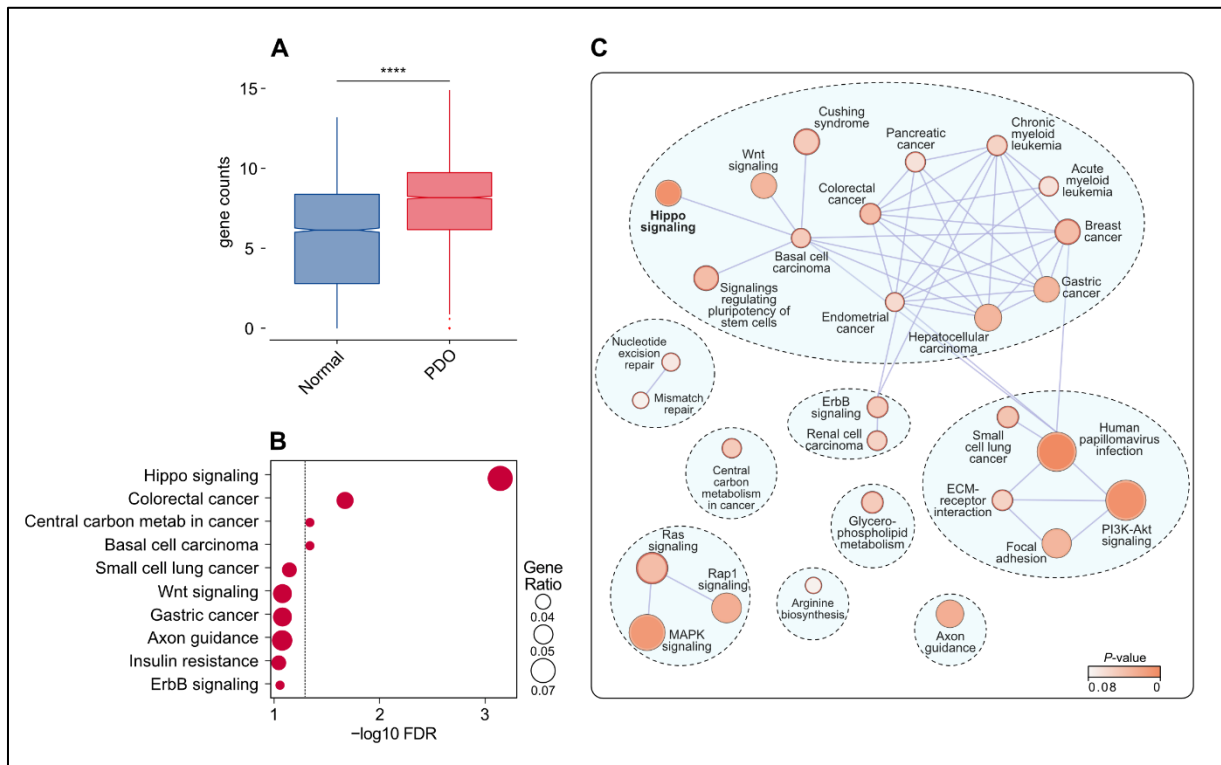 A
****
15
10
5
0
gene counts
Normal
PDO
B
Hippo signaling
Colorectal cancer
Central carbon metab in cancer
Basal cell carcinoma
Small cell lung cancer
Wnt signaling
Gastric cancer
Axon guidance
Insulin resistance
ErbB signaling
1
2
3
−log10 FDR
Gene
Ratio
0.04
0.05
0.07
C
Cushing
syndrome
Pancreatic
cancer
Chronic
myeloid
leukemia
Wnt
signaling
Acute
myeloid
leukemia
Colorectal
cancer
Hippo
signaling
Breast
cancer
Basal cell
carcinoma
Signalings
regulating
pluripotency of
stem cells
Gastric
cancer
Endometrial
cancer
Hepatocellular
carcinoma
Nucleotide
excision
repair
Mismatch
repair
ErbB
signaling
Renal cell
carcinoma
Small
cell lung
cancer
Human
papillomavirus
infection
Central
carbon
metabolism
in cancer
ECM-
receptor
interaction
PI3K-Akt
signaling
Glycero-
phospholipid
metabolism
Focal
adhesion
Ras
signaling
Rap1
signaling
MAPK
signaling
Arginine
biosynthesis
Axon
guidance
P-value
0.08
0